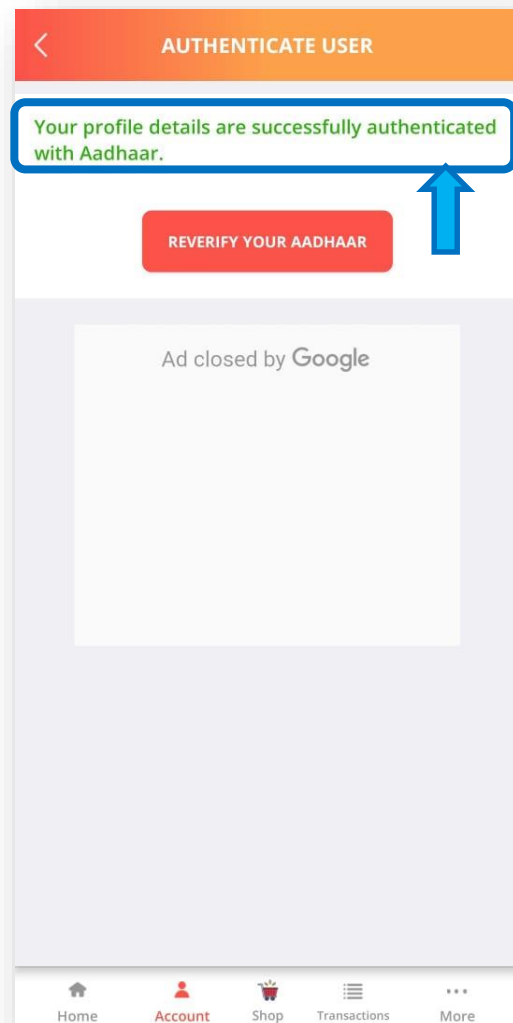 AUTHENTICATE USER
Your profile details are successfully authenticated
with Aadhaar.
REVERIFY YOUR AADHAAR
Ad closed by Google
Home Account Shop Transactions More